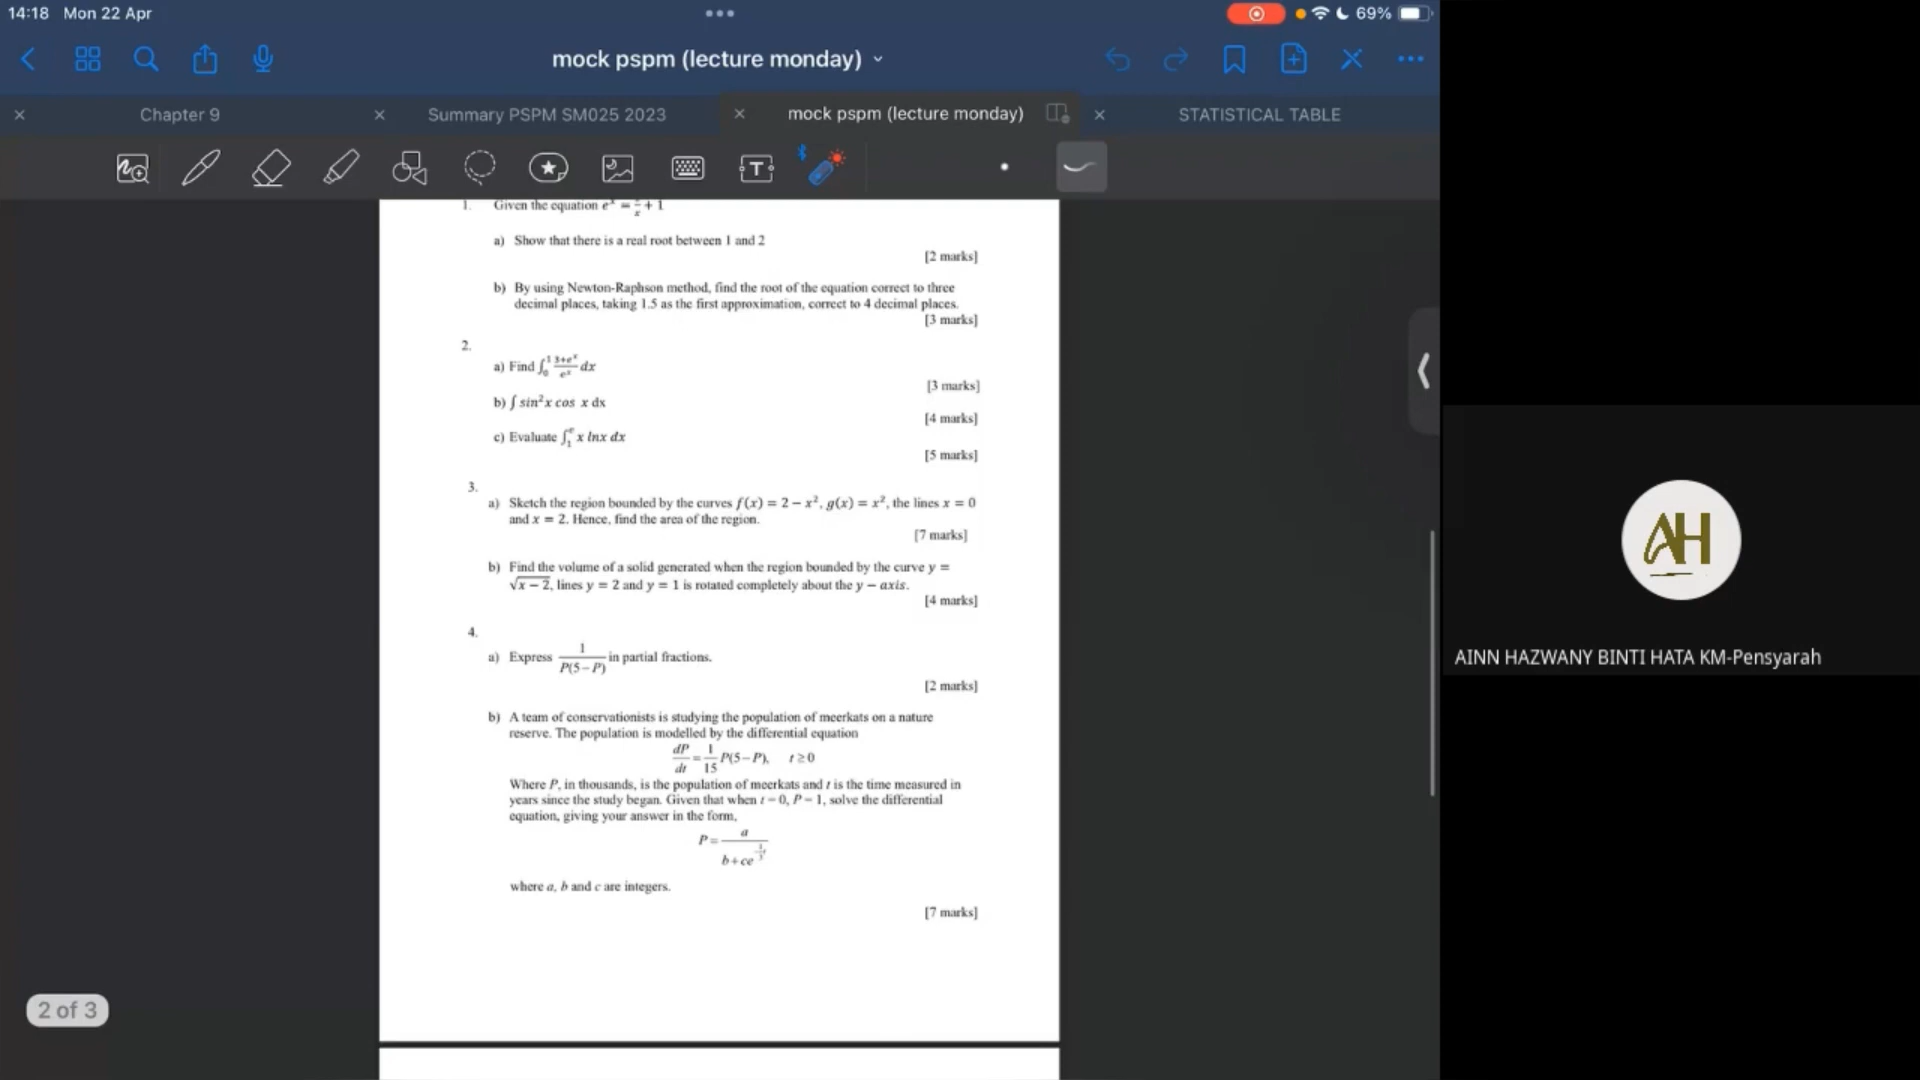 14:18 Mon 22 Apr
69%
mock pspm (lecture monday)
Chapter 9
Summary PSPM SM025 2023
mock pspm (lecture monday)
STATISTICAL TABLE
1. Given the equation eˣ = /x + 1
a) Show that there is a real root between 1 and 2
[2 marks]
b) By using Newton-Raphson method, find the root of the equation correct to three
decimal places, taking 1.5 as the first approximation, correct to 4 decimal places.
[3 marks]
2.
a) Find ∫₀¹ (3+eˣ)/eˣ dx
[3 marks]
b) ∫ sin²x cos x dx
[4 marks]
c) Evaluate ∫₁ᵉ x lnx dx
[5 marks]
3.
a) Sketch the region bounded by the curves f(x) = 2 − x², g(x) = x², the lines x = 0
and x = 2. Hence, find the area of the region.
[7 marks]
b) Find the volume of a solid generated when the region bounded by the curve y =
√(x − 2), lines y = 2 and y = 1 is rotated completely about the y − axis.
[4 marks]
4.
a) Express 1/(P(5−P)) in partial fractions.
[2 marks]
b) A team of conservationists is studying the population of meerkats on a nature
reserve. The population is modelled by the differential equation
dP/dt = 1/15 P(5−P), t ≥ 0
Where P, in thousands, is the population of meerkats and t is the time measured in
years since the study began. Given that when t = 0, P = 1, solve the differential
equation, giving your answer in the form,
P = a/(b+ce^(1/3 t))
where a, b and c are integers.
[7 marks]
2 of 3
AH
AINN HAZWANY BINTI HATA KM-Pensyarah